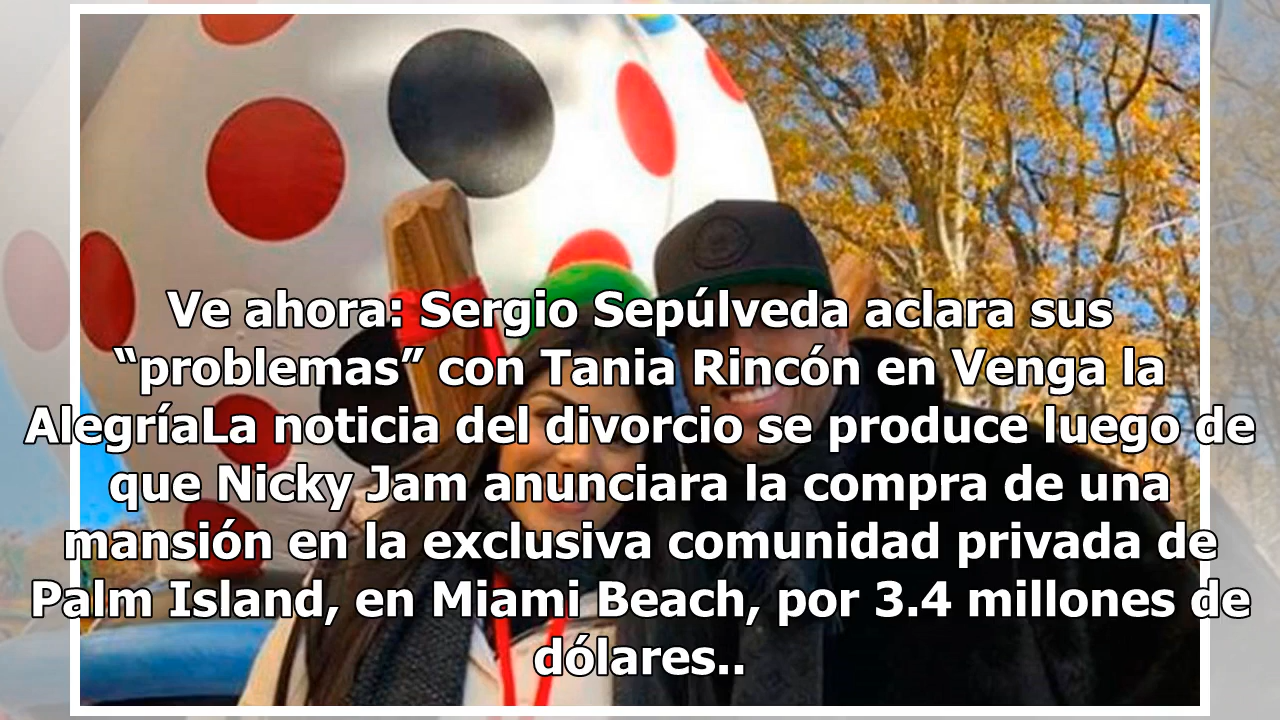 Ve ahora: Sergio Sepúlveda aclara sus
“problemas” con Tania Rincón en Venga la
AlegríaLa noticia del divorcio se produce luego de
que Nicky Jam anunciara la compra de una
mansión en la exclusiva comunidad privada de
Palm Island, en Miami Beach, por 3.4 millones de
dólares..